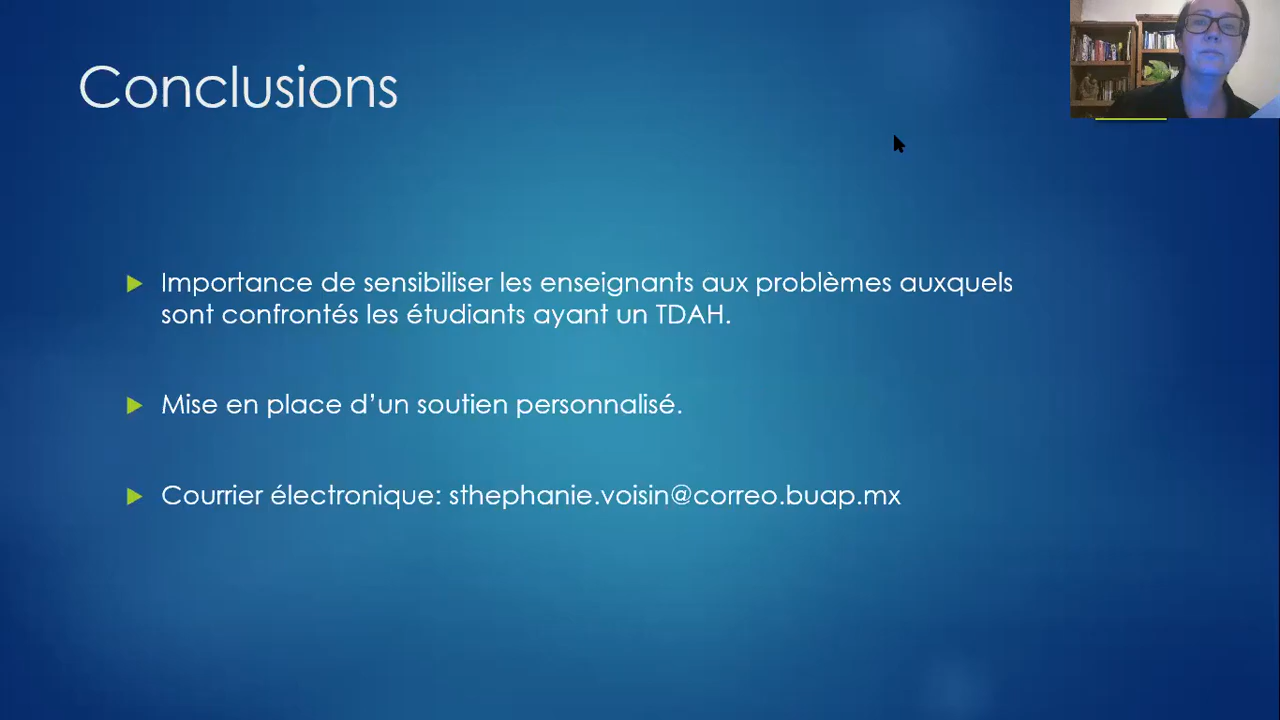 Conclusions
Importance de sensibiliser les enseignants aux problèmes auxquels
sont confrontés les étudiants ayant un TDAH.
Mise en place d’un soutien personnalisé.
Courrier électronique: sthephanie.voisin@correo.buap.mx